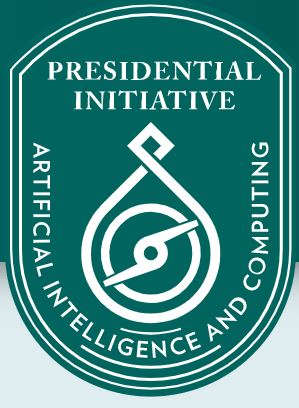 PRESIDENTIAL
INITIATIVE
ARTIFICIAL INTELLIGENCE AND COMPUTING